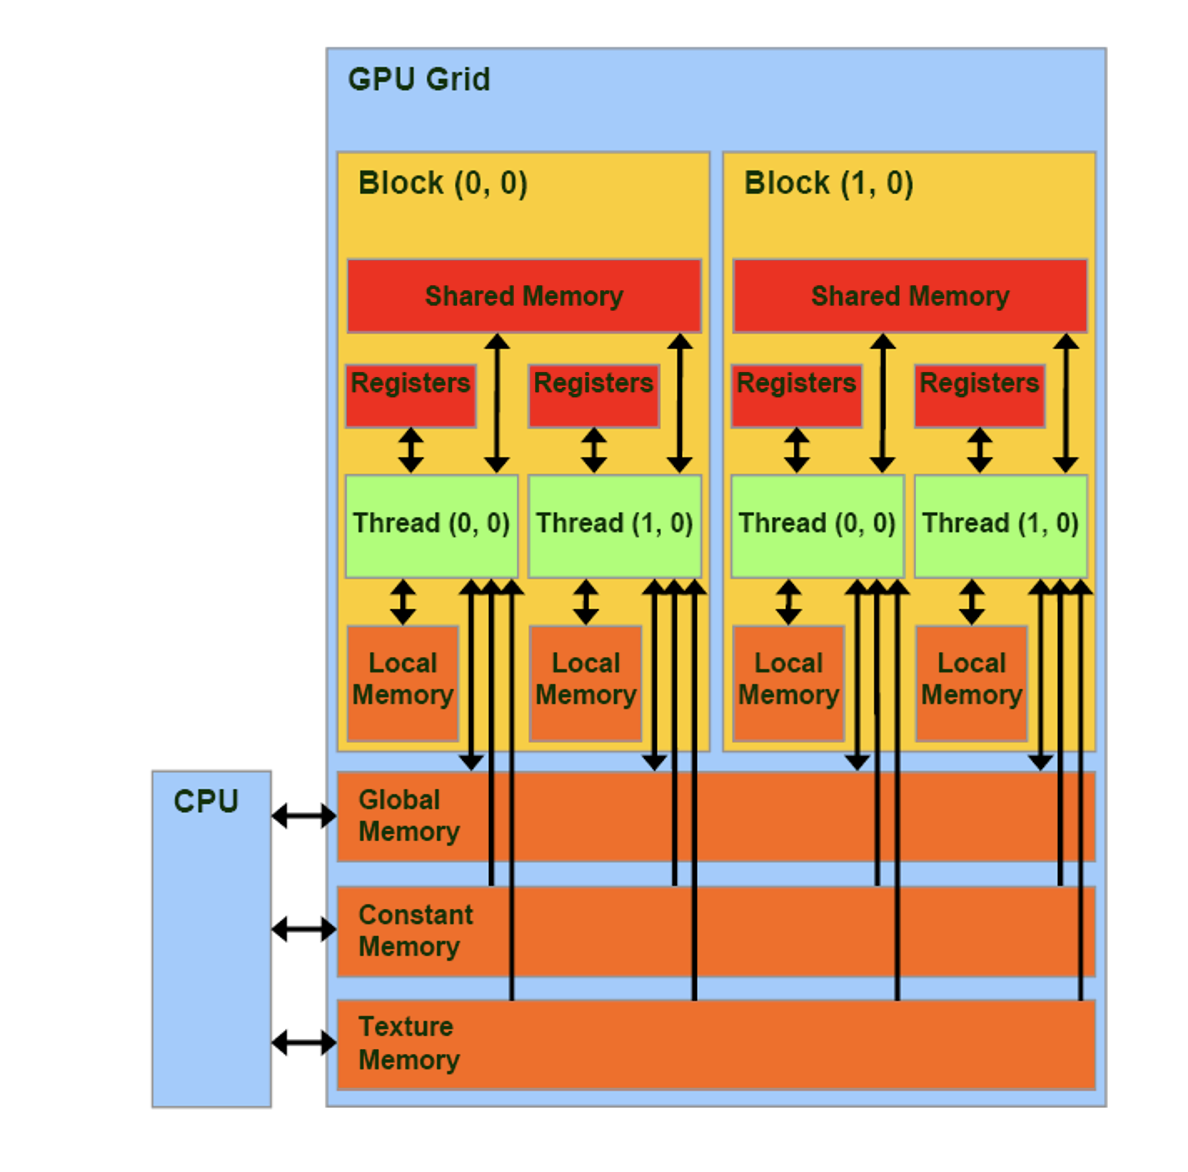 GPU Grid
Block (0, 0)
Shared Memory
Registers
Registers
Thread (0, 0)
Thread (1, 0)
Local
Memory
Local
Memory
Block (1, 0)
Shared Memory
Registers
Registers
Thread (0, 0)
Thread (1, 0)
Local
Memory
Local
Memory
CPU
Global
Memory
Constant
Memory
Texture
Memory